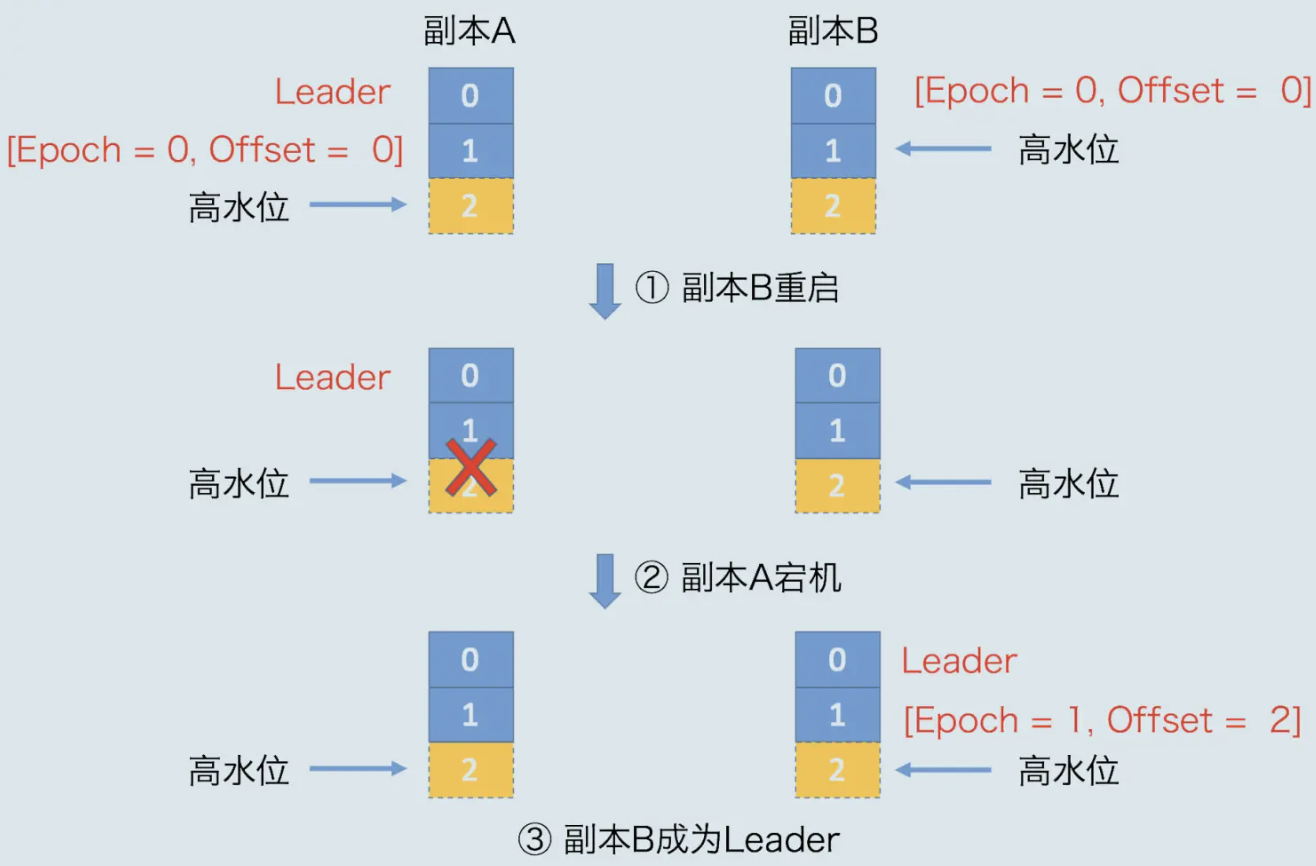 副本A 副本B
Leader 0 0 [Epoch = 0, Offset = 0]
[Epoch = 0, Offset = 0] 1 1 高水位
高水位 2 2
① 副本B重启
Leader 0 0
1 1
高水位 2 2 高水位
② 副本A宕机
0 0 Leader
1 1 [Epoch = 1, Offset = 2]
高水位 2 2 高水位
③ 副本B成为Leader